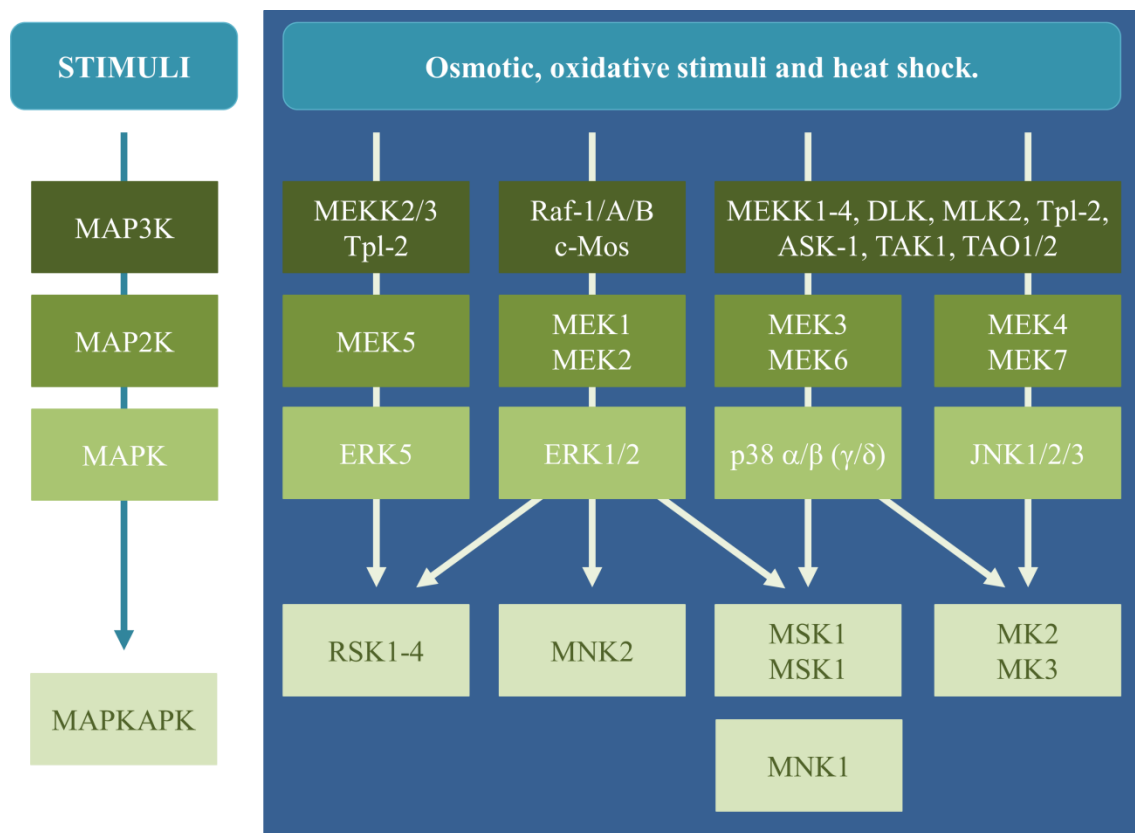 STIMULI
Osmotic, oxidative stimuli and heat shock.
MAP3K
MEKK2/3
Tpl-2
Raf-1/A/B
c-Mos
MEKK1-4, DLK, MLK2, Tpl-2,
ASK-1, TAK1, TAO1/2
MAP2K
MEK5
MEK1
MEK2
MEK3
MEK6
MEK4
MEK7
MAPK
ERK5
ERK1/2
p38 α/β (γ/δ)
JNK1/2/3
MAPKAPK
RSK1-4
MNK2
MSK1
MSK1
MK2
MK3
MNK1